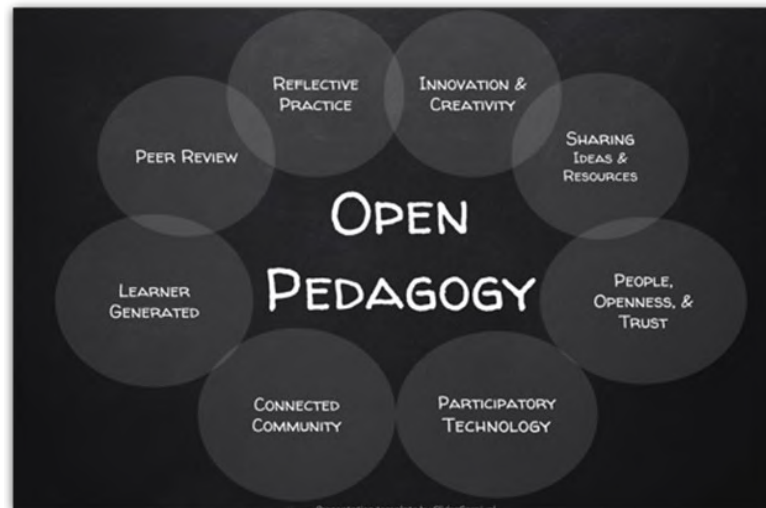 REFLECTIVE
PRACTICE
INNOVATION &
CREATIVITY
SHARING
IDEAS &
RESOURCES
PEER REVIEW
OPEN
PEDAGOGY
PEOPLE,
OPENNESS, &
TRUST
LEARNER
GENERATED
CONNECTED
COMMUNITY
PARTICIPATORY
TECHNOLOGY